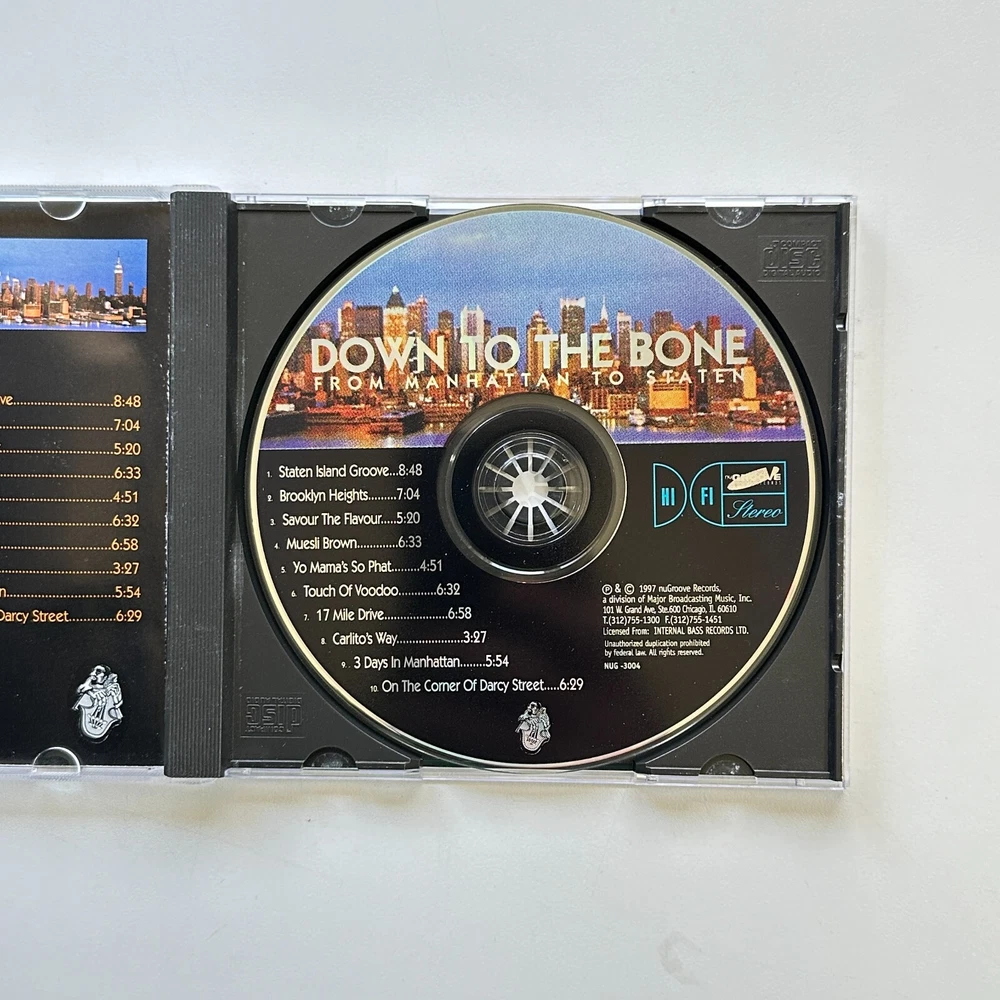 ve..............................8:48
..............................7:04
..............................5:20
..............................6:33
..............................4:51
..............................6:32
..............................6:58
..............................3:27
n..............................5:54
Darcy Street............6:29
COMPACT
DISC
DIGITAL AUDIO
DOWN TO THE BONE
FROM MANHATTAN TO STATEN
1. Staten Island Groove...8:48
2. Brooklyn Heights........7:04
3. Savour The Flavour.....5:20
4. Muesli Brown............6:33
5. Yo Mama's So Phat........4:51
6. Touch Of Voodoo...........6:32
7. 17 Mile Drive...................6:58
8. Carlito's Way...................3:27
9. 3 Days In Manhattan........5:54
10. On The Corner Of Darcy Street.....6:29
HI FI
nuGROOVE
RECORDS
Stereo
℗ & © 1997 nuGroove Records,
a division of Major Broadcasting Music, Inc.
101 W. Grand Ave, Ste.600 Chicago, IL 60610
T.(312)755-1300 F.(312)755-1451
Licensed From: INTERNAL BASS RECORDS LTD.
Unauthorized duplication prohibited
by federal law. All rights reserved.
NUG -3004